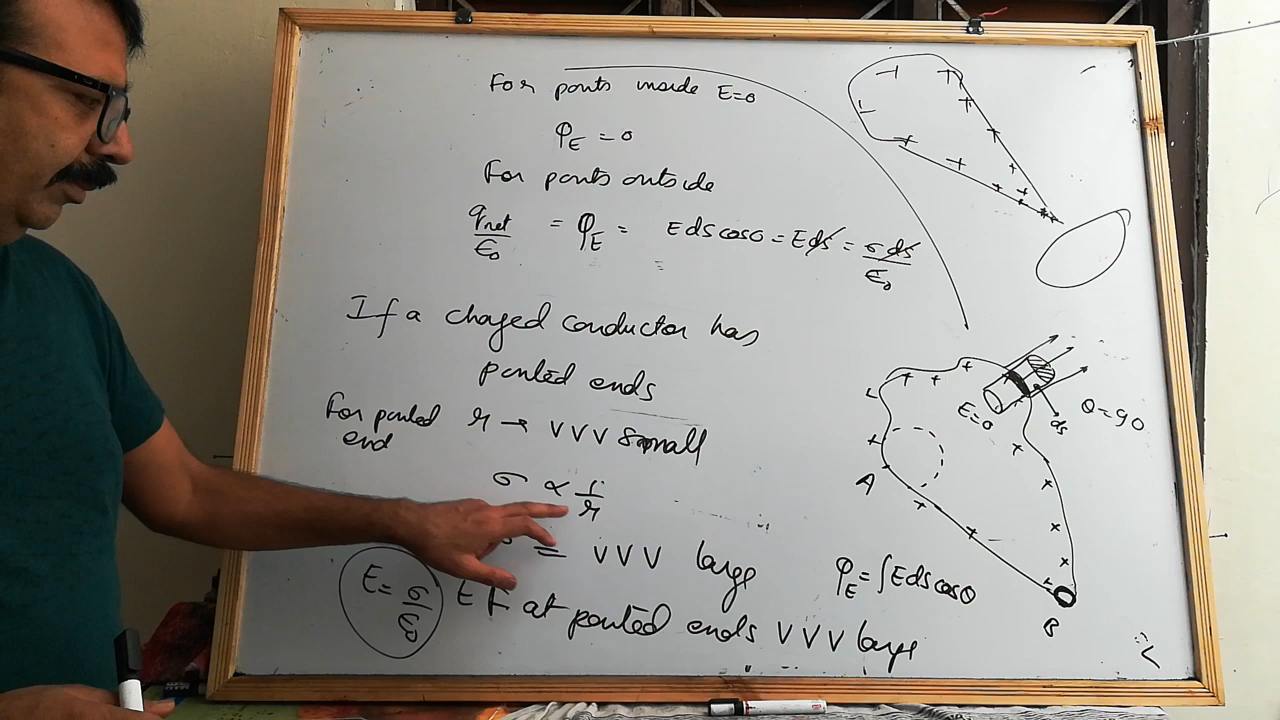 For points inside E=0
φE = 0
For points outside
qnet/ε0 = φE = E ds cosθ = E ds = σ ds/ε0
If a charged conductor has
pointed ends
For pointed end r → VVV small
σ ∝ 1/r
= VVV large
E = σ/ε0
EF at pointed ends VVV large
φE = ∫E ds cosθ
E=0
ds
θ=90
A
B